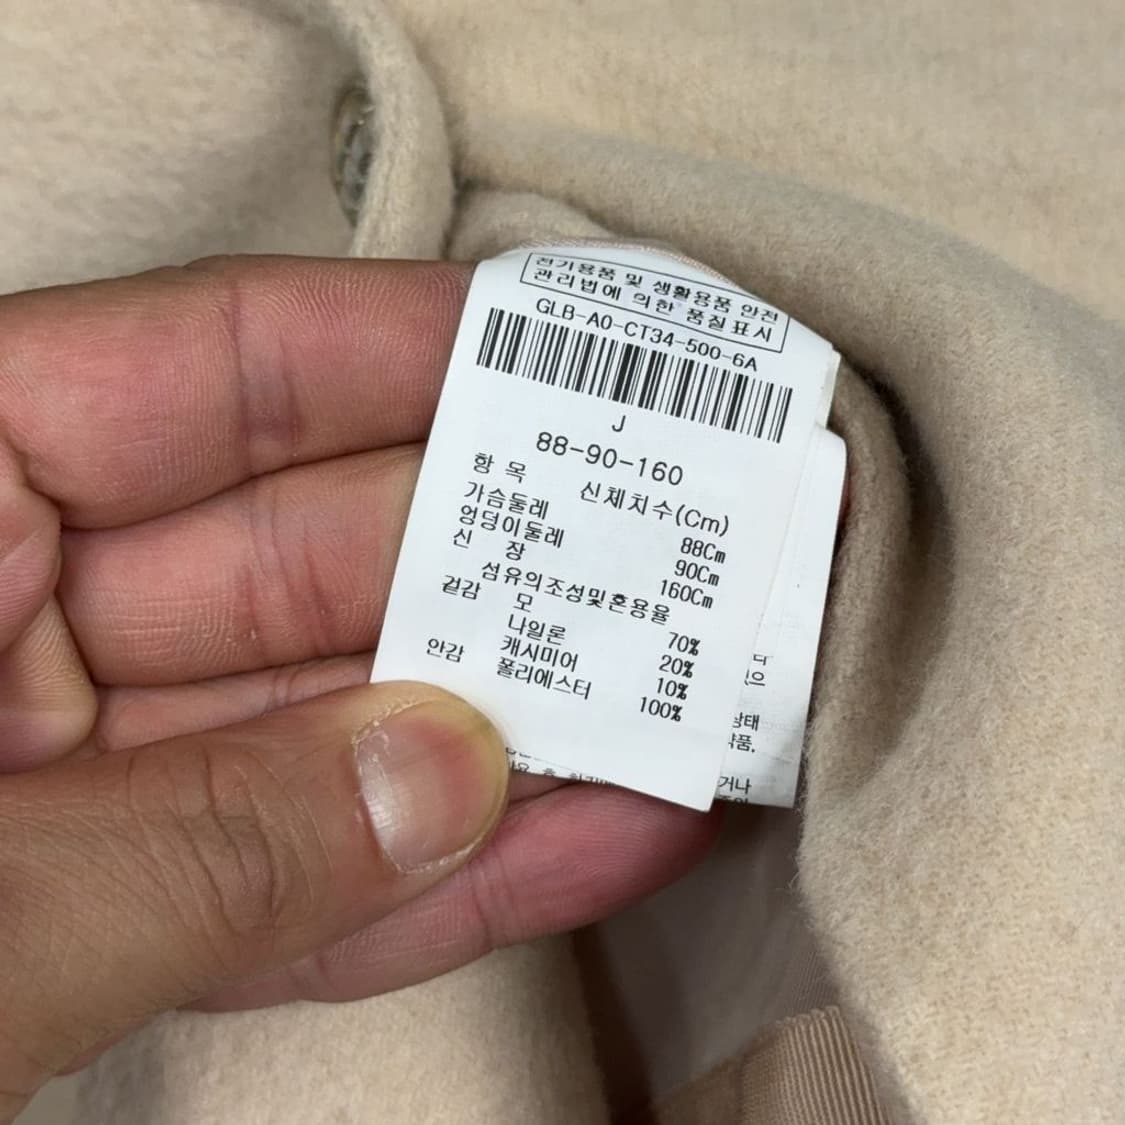 전기용품 및 생활용품 안전
관리법에 의한 품질표시
GLB-A0-CT34-500-6A
J
88-90-160
항 목 신체치수(Cm)
가슴둘레 88Cm
엉덩이둘레 90Cm
신 장 160Cm
섬유의조성및혼용율
겉감 모 70%
나일론 20%
캐시미어 10%
안감 폴리에스터 100%
거나